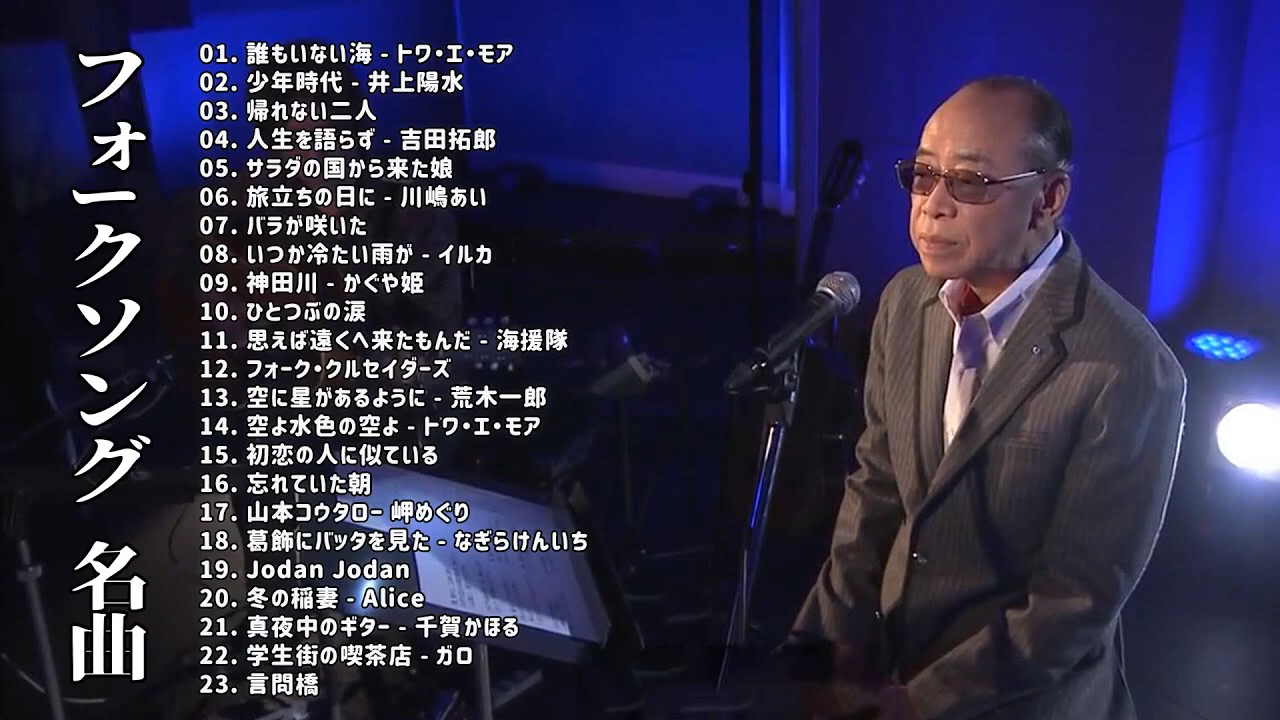 フォークソング 名曲
01. 誰もいない海 - トワ・エ・モア
02. 少年時代 - 井上陽水
03. 帰れない二人
04. 人生を語らず - 吉田拓郎
05. サラダの国から来た娘
06. 旅立ちの日に - 川嶋あい
07. バラが咲いた
08. いつか冷たい雨が - イルカ
09. 神田川 - かぐや姫
10. ひとつぶの涙
11. 思えば遠くへ来たもんだ - 海援隊
12. フォーク・クルセイダーズ
13. 空に星があるように - 荒木一郎
14. 空よ水色の空よ - トワ・エ・モア
15. 初恋の人に似ている
16. 忘れていた朝
17. 山本コウタロー 岬めぐり
18. 葛飾にバッタを見た - なぎらけんいち
19. Jodan Jodan
20. 冬の稲妻 - Alice
21. 真夜中のギター - 千賀かほる
22. 学生街の喫茶店 - ガロ
23. 言問橋